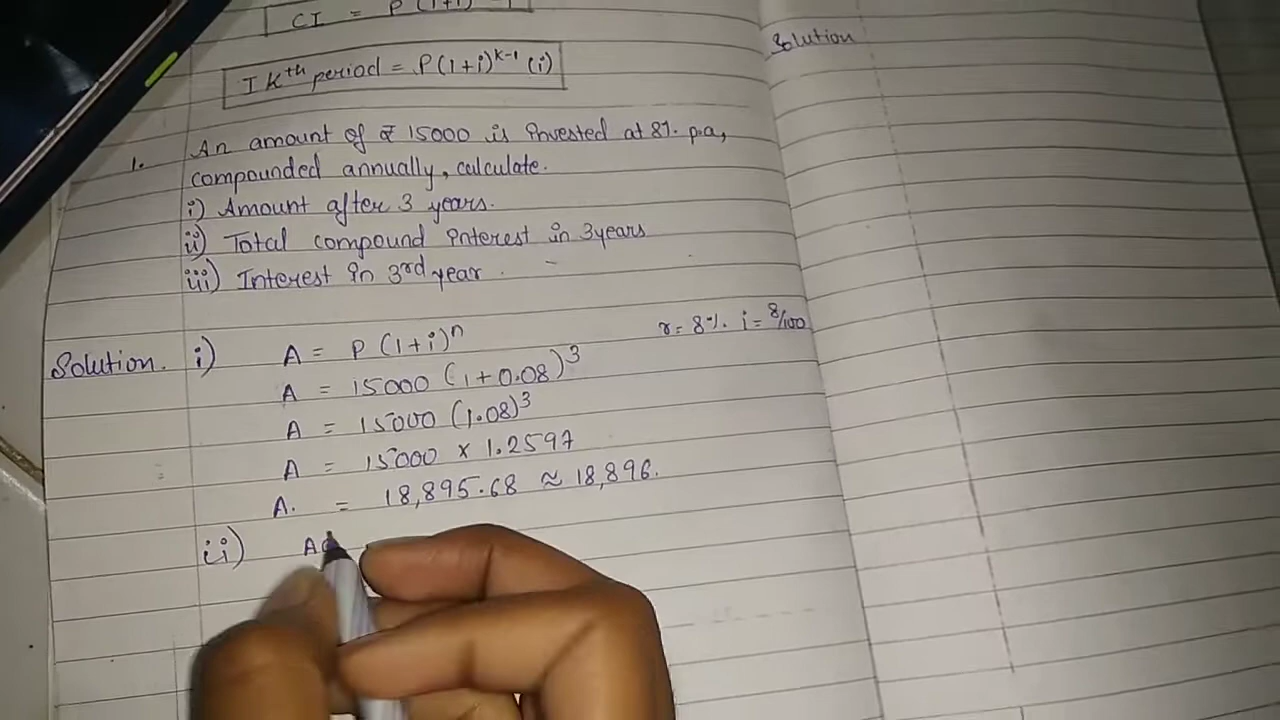 CI = P (1+i)
I Kth period = P(1+i)^K-1 (i)
1. An amount of ₹ 15000 is invested at 8%. p.a,
compounded annually, calculate.
i) Amount after 3 years.
ii) Total compound interest in 3years
iii) Interest in 3rd year.
r = 8%. i = 8/100
Solution. i) A = P (1+i)^n
A = 15000 (1+0.08)^3
A = 15000 (1.08)^3
A = 15000 × 1.2597
A. = 18,895.68 ≈ 18,896.
ii)
Solution